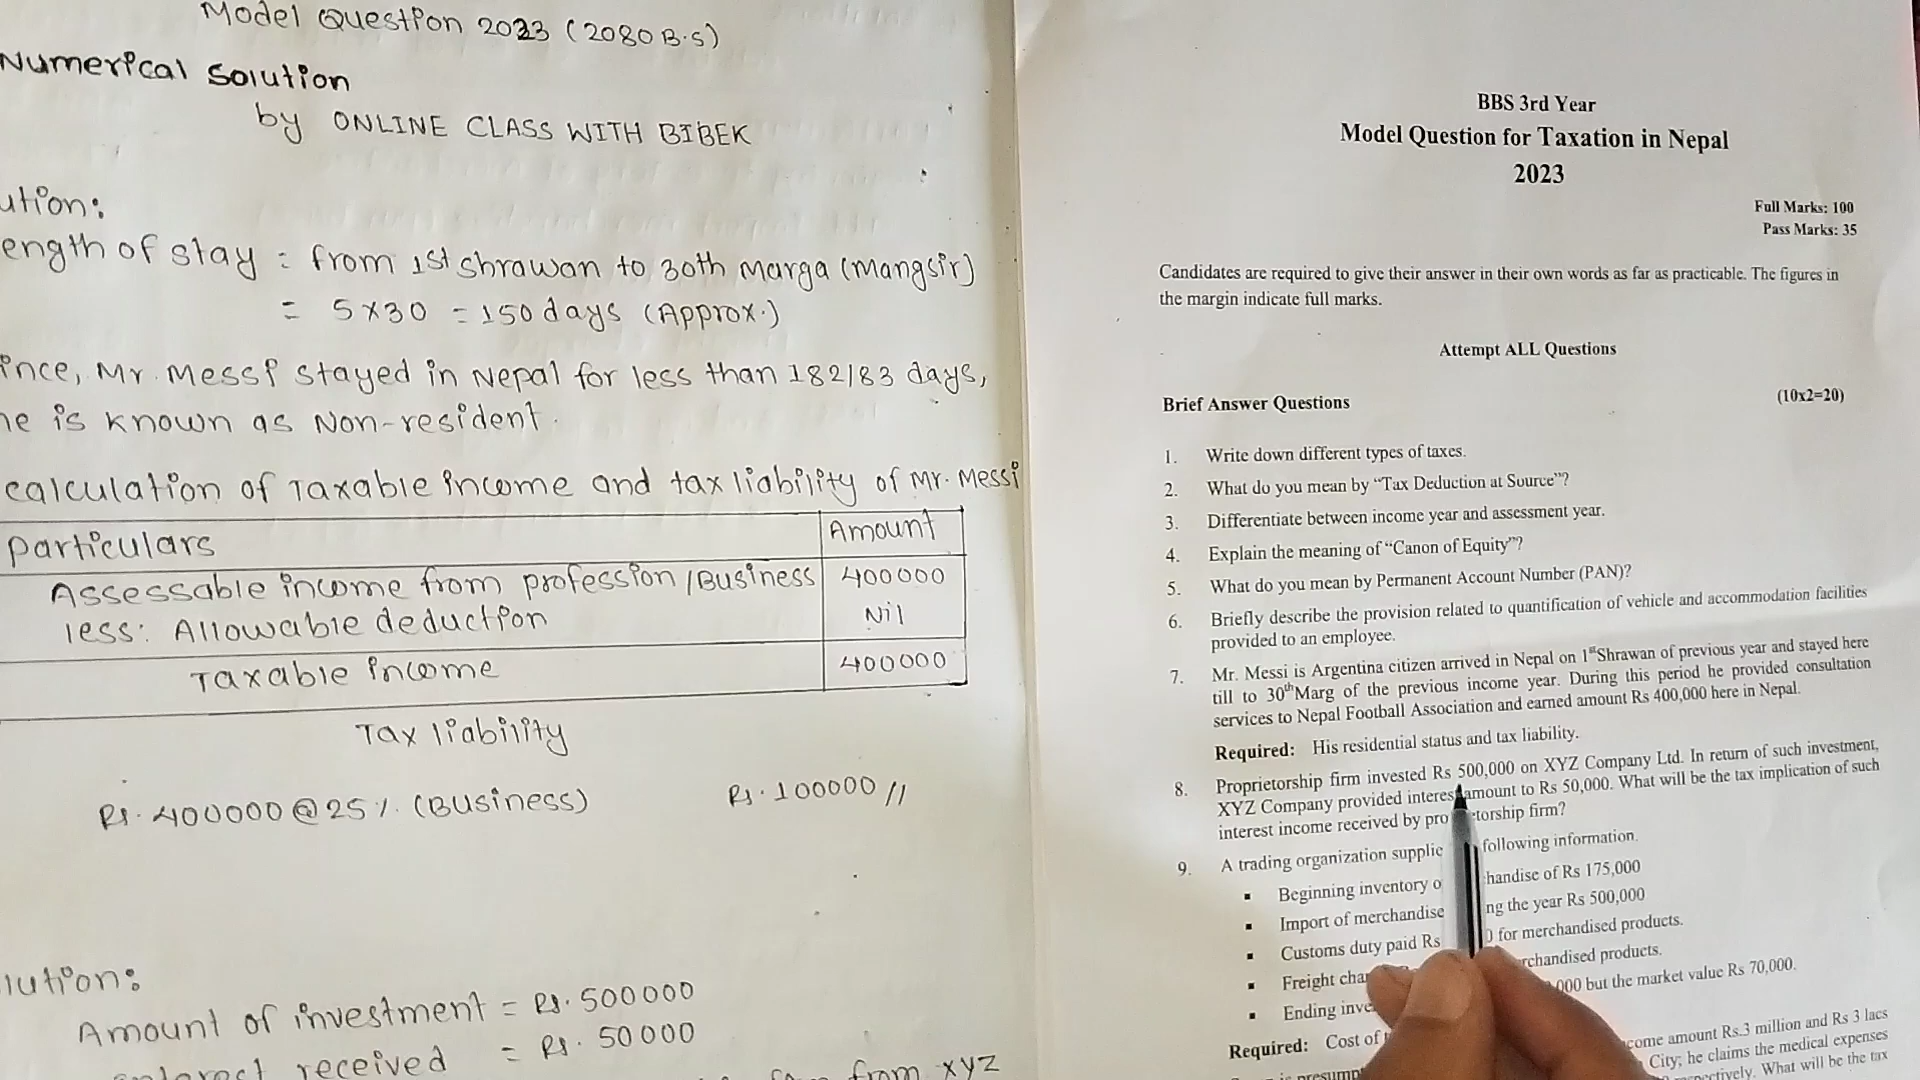 Model Question 2023 (2080 B.S)
Numerical Solution
by ONLINE CLASS WITH BIBEK
ution:
ength of stay = from 1st Shrawan to 30th Marga (Mangsir)
= 5×30 = 150 days (Approx.)
ince, Mr. Messi stayed in Nepal for less than 182/83 days,
he is known as Non-resident.
calculation of Taxable income and tax liability of Mr. Messi
Particulars Amount
Assessable income from profession/Business 400000
less: Allowable deduction Nil
Taxable income 400000
Tax liability
Rs. 400000 @ 25%. (Business) Rs. 100000 //
lution:
Amount of investment = Rs. 500000
received = Rs. 50000
from XYZ
BBS 3rd Year
Model Question for Taxation in Nepal
2023
Full Marks: 100
Pass Marks: 35
Candidates are required to give their answer in their own words as far as practicable. The figures in
the margin indicate full marks.
Attempt ALL Questions
Brief Answer Questions (10x2=20)
1. Write down different types of taxes.
2. What do you mean by “Tax Deduction at Source”?
3. Differentiate between income year and assessment year.
4. Explain the meaning of “Canon of Equity”?
5. What do you mean by Permanent Account Number (PAN)?
6. Briefly describe the provision related to quantification of vehicle and accommodation facilities
provided to an employee.
7. Mr. Messi is Argentina citizen arrived in Nepal on 1st Shrawan of previous year and stayed here
till to 30th Marg of the previous income year. During this period he provided consultation
services to Nepal Football Association and earned amount Rs 400,000 here in Nepal.
Required: His residential status and tax liability.
8. Proprietorship firm invested Rs 500,000 on XYZ Company Ltd. In return of such investment,
XYZ Company provided interest amount to Rs 50,000. What will be the tax implication of such
interest income received by pro torship firm?
9. A trading organization supplie following information.
▪ Beginning inventory o handise of Rs 175,000
▪ Import of merchandise ng the year Rs 500,000
▪ Customs duty paid Rs 0 for merchandised products.
▪ Freight cha rchandised products.
▪ Ending inve 000 but the market value Rs 70,000.
Required: Cost of
come amount Rs.3 million and Rs 3 lacs
City; he claims the medical expenses
What will be the tax